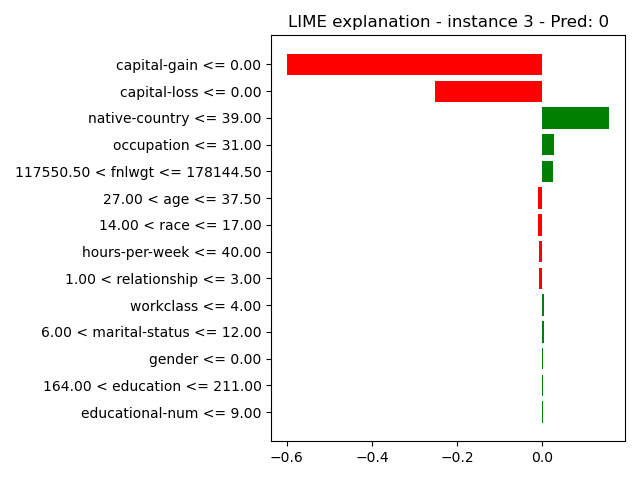 LIME explanation - instance 3 - Pred: 0
capital-gain <= 0.00
capital-loss <= 0.00
native-country <= 39.00
occupation <= 31.00
117550.50 < fnlwgt <= 178144.50
27.00 < age <= 37.50
14.00 < race <= 17.00
hours-per-week <= 40.00
1.00 < relationship <= 3.00
workclass <= 4.00
6.00 < marital-status <= 12.00
gender <= 0.00
164.00 < education <= 211.00
educational-num <= 9.00
−0.6 −0.4 −0.2 0.0